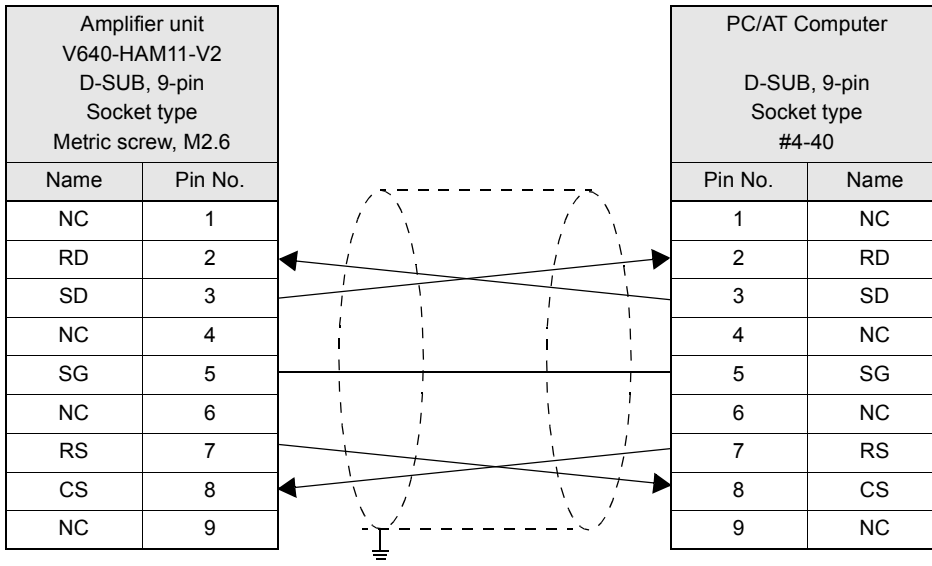 Amplifier unit
V640-HAM11-V2
D-SUB, 9-pin
Socket type
Metric screw, M2.6
PC/AT Computer
D-SUB, 9-pin
Socket type
#4-40
Name Pin No. Pin No. Name
NC 1 1 NC
RD 2 2 RD
SD 3 3 SD
NC 4 4 NC
SG 5 5 SG
NC 6 6 NC
RS 7 7 RS
CS 8 8 CS
NC 9 9 NC